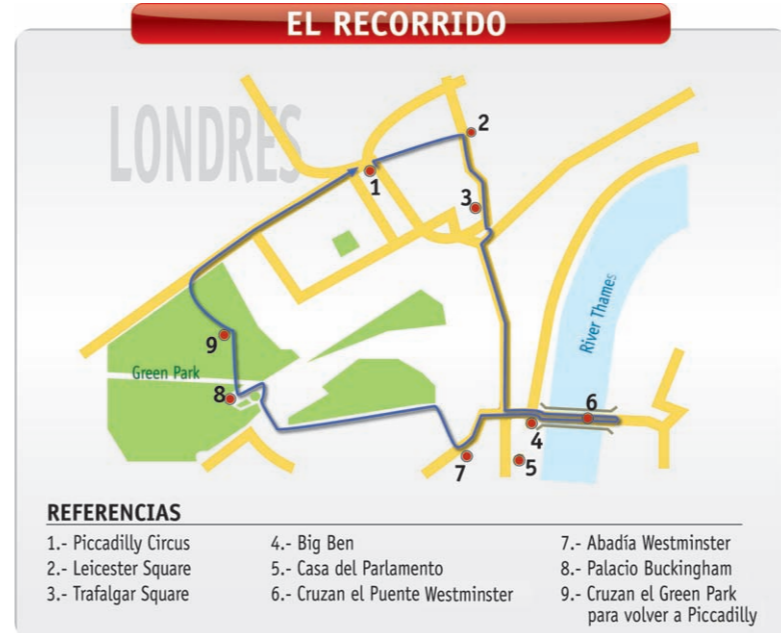 EL RECORRIDO
LONDRES
2
1
3
River Thames
9
Green Park
8
6
4
7
5
REFERENCIAS
1.- Piccadilly Circus
2.- Leicester Square
3.- Trafalgar Square
4.- Big Ben
5.- Casa del Parlamento
6.- Cruzan el Puente Westminster
7.- Abadía Westminster
8.- Palacio Buckingham
9.- Cruzan el Green Park
para volver a Piccadilly